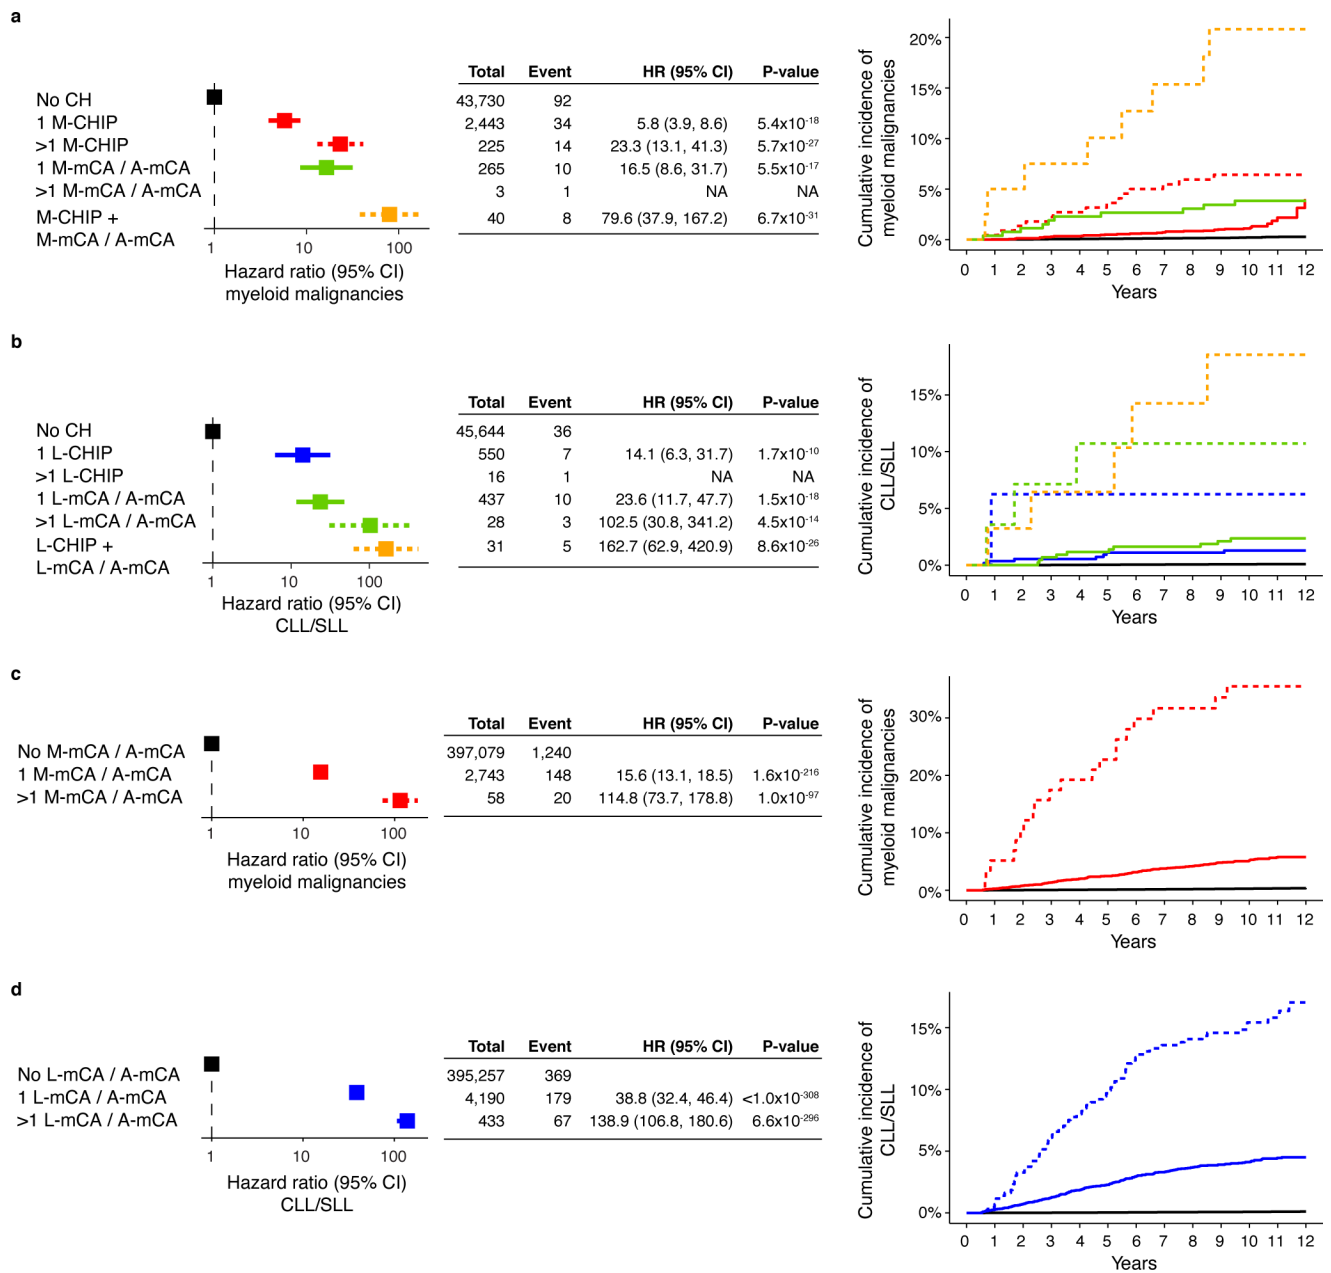 a
Total Event HR (95% CI) P-value
No CH 43,730 92
1 M-CHIP 2,443 34 5.8 (3.9, 8.6) 5.4x10-18
>1 M-CHIP 225 14 23.3 (13.1, 41.3) 5.7x10-27
1 M-mCA / A-mCA 265 10 16.5 (8.6, 31.7) 5.5x10-17
>1 M-mCA / A-mCA 3 1 NA NA
M-CHIP +
M-mCA / A-mCA 40 8 79.6 (37.9, 167.2) 6.7x10-31
1 10 100
Hazard ratio (95% CI)
myeloid malignancies
Cumulative incidence of
myeloid malignancies
20%
15%
10%
5%
0%
0 1 2 3 4 5 6 7 8 9 10 11 12
Years
b
Total Event HR (95% CI) P-value
No CH 45,644 36
1 L-CHIP 550 7 14.1 (6.3, 31.7) 1.7x10-10
>1 L-CHIP 16 1 NA NA
1 L-mCA / A-mCA 437 10 23.6 (11.7, 47.7) 1.5x10-18
>1 L-mCA / A-mCA 28 3 102.5 (30.8, 341.2) 4.5x10-14
L-CHIP +
L-mCA / A-mCA 31 5 162.7 (62.9, 420.9) 8.6x10-26
1 10 100
Hazard ratio (95% CI)
CLL/SLL
Cumulative incidence of
CLL/SLL
15%
10%
5%
0%
0 1 2 3 4 5 6 7 8 9 10 11 12
Years
c
Total Event HR (95% CI) P-value
No M-mCA / A-mCA 397,079 1,240
1 M-mCA / A-mCA 2,743 148 15.6 (13.1, 18.5) 1.6x10-216
>1 M-mCA / A-mCA 58 20 114.8 (73.7, 178.8) 1.0x10-97
1 10 100
Hazard ratio (95% CI)
myeloid malignancies
Cumulative incidence of
myeloid malignancies
30%
20%
10%
0%
0 1 2 3 4 5 6 7 8 9 10 11 12
Years
d
Total Event HR (95% CI) P-value
No L-mCA / A-mCA 395,257 369
1 L-mCA / A-mCA 4,190 179 38.8 (32.4, 46.4) <1.0x10-308
>1 L-mCA / A-mCA 433 67 138.9 (106.8, 180.6) 6.6x10-296
1 10 100
Hazard ratio (95% CI)
CLL/SLL
Cumulative incidence of
CLL/SLL
15%
10%
5%
0%
0 1 2 3 4 5 6 7 8 9 10 11 12
Years